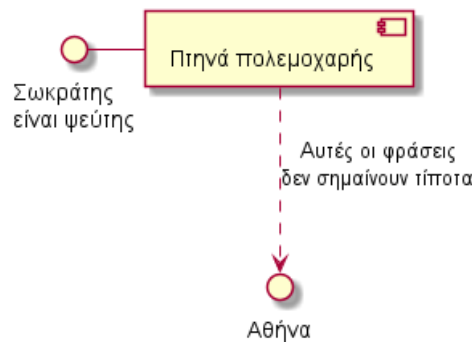 Πτηνά πολεμοχαρής
Σωκράτης
είναι ψεύτης
Αυτές οι φράσεις
δεν σημαίνουν τίποτα
Αθήνα